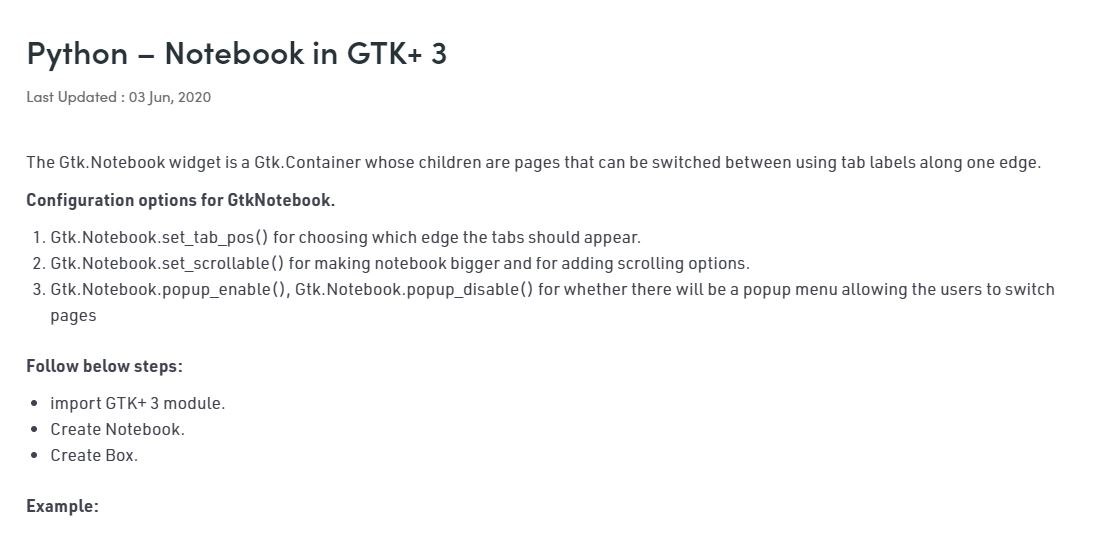 Python – Notebook in GTK+ 3
Last Updated : 03 Jun, 2020
The Gtk.Notebook widget is a Gtk.Container whose children are pages that can be switched between using tab labels along one edge.
Configuration options for GtkNotebook.
1. Gtk.Notebook.set_tab_pos() for choosing which edge the tabs should appear.
2. Gtk.Notebook.set_scrollable() for making notebook bigger and for adding scrolling options.
3. Gtk.Notebook.popup_enable(), Gtk.Notebook.popup_disable() for whether there will be a popup menu allowing the users to switch
pages
Follow below steps:
• import GTK+ 3 module.
• Create Notebook.
• Create Box.
Example: